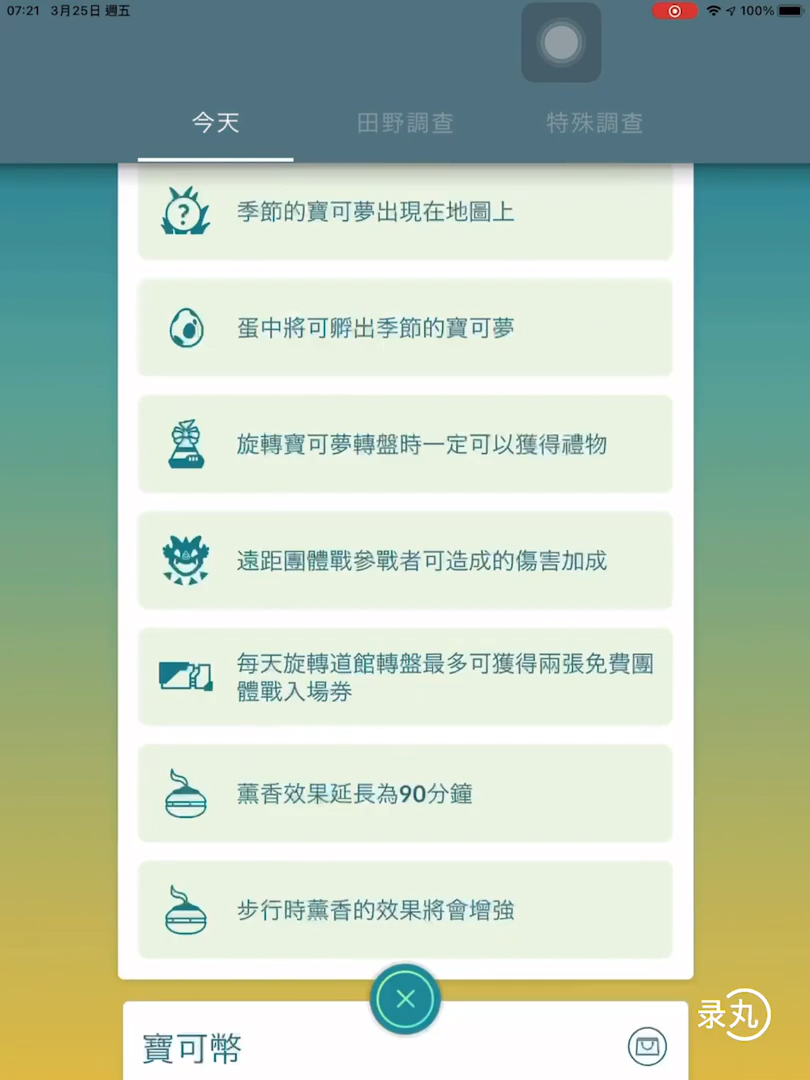 07:21 3月25日 週五
100%
今天
田野調查
特殊調查
季節的寶可夢出現在地圖上
蛋中將可孵出季節的寶可夢
旋轉寶可夢轉盤時一定可以獲得禮物
遠距團體戰參戰者可造成的傷害加成
每天旋轉道館轉盤最多可獲得兩張免費團
體戰入場券
薰香效果延長為90分鐘
步行時薰香的效果將會增強
寶可幣
录丸